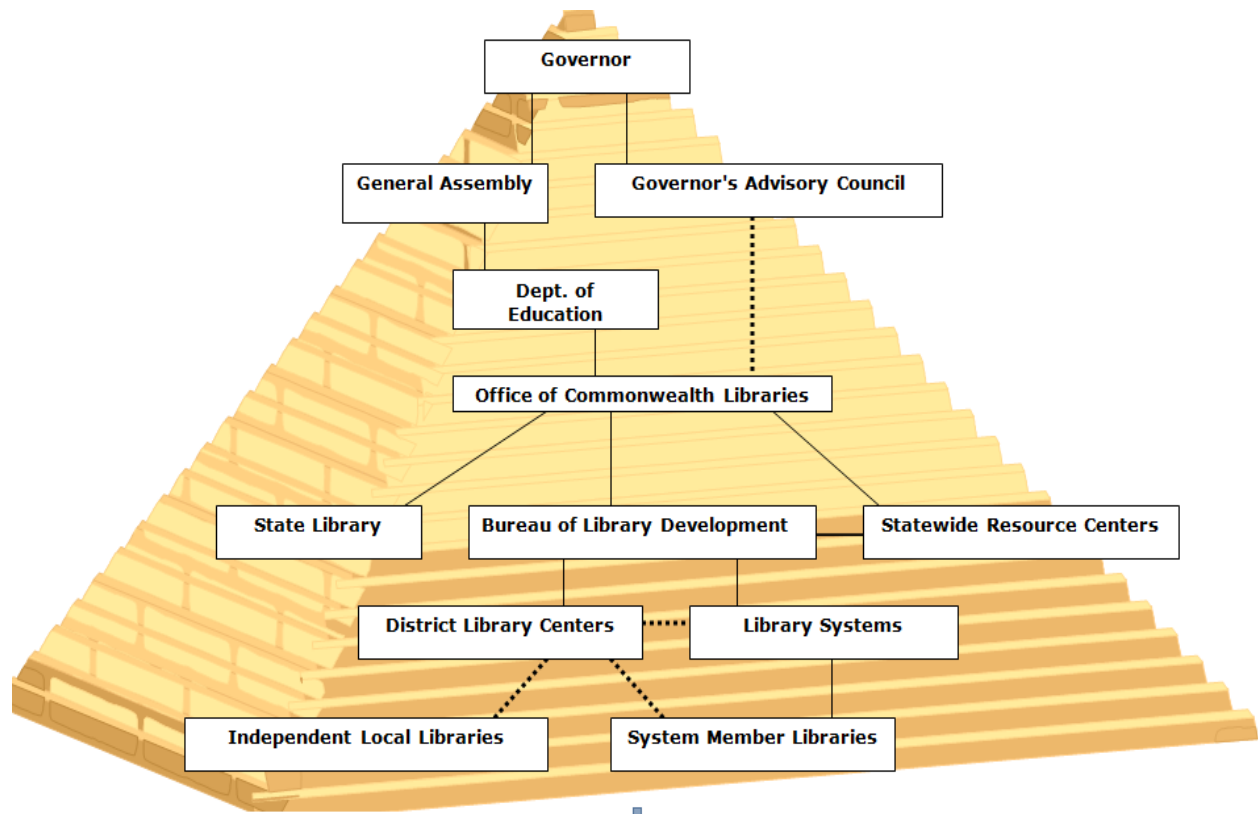 Governor
General Assembly
Governor's Advisory Council
Dept. of
Education
Office of Commonwealth Libraries
State Library
Bureau of Library Development
Statewide Resource Centers
District Library Centers
Library Systems
Independent Local Libraries
System Member Libraries